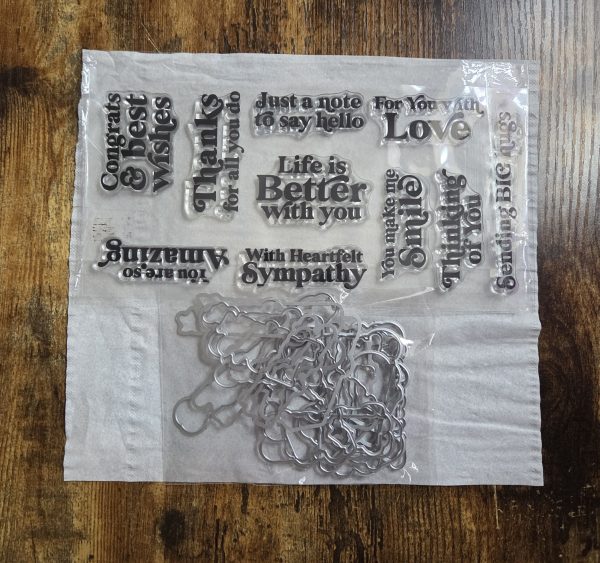 Congrats
& best
wishes
Thanks
for all you do
Just a note
to say hello
For You with
Love
Life is
Better
with you
You make me
Smile
Thinking
of You
Sending BIG hugs
You are so
Amazing
With Heartfelt
Sympathy